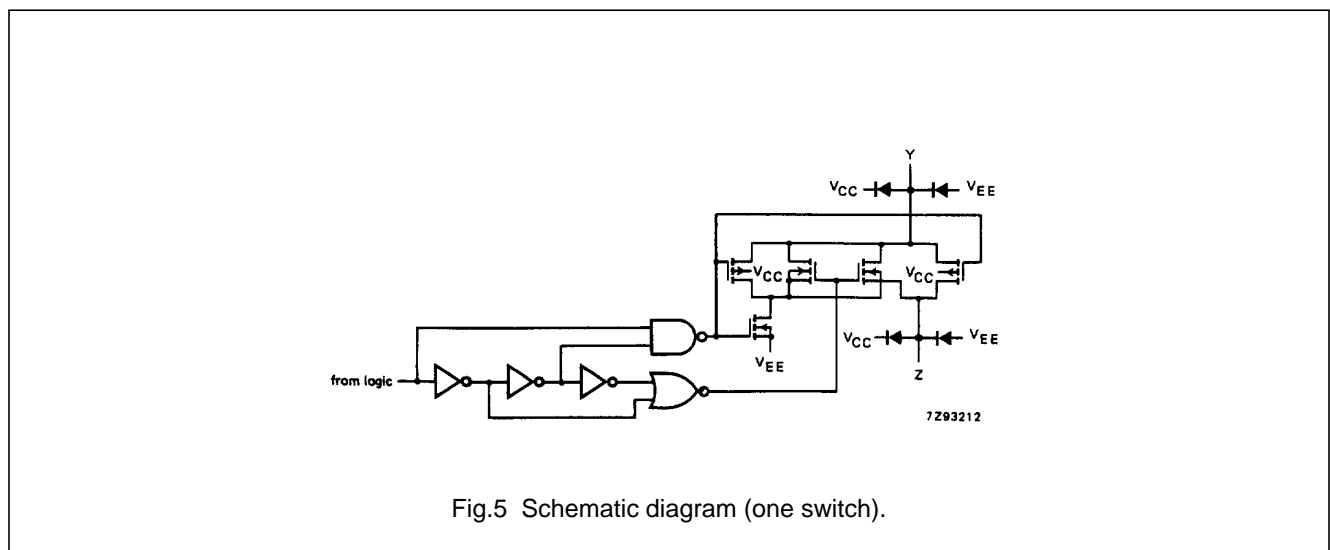 Y
VCC
VEE
VCC
VCC
VEE
VCC
VEE
from logic
Z
7Z93212
Fig.5 Schematic diagram (one switch).